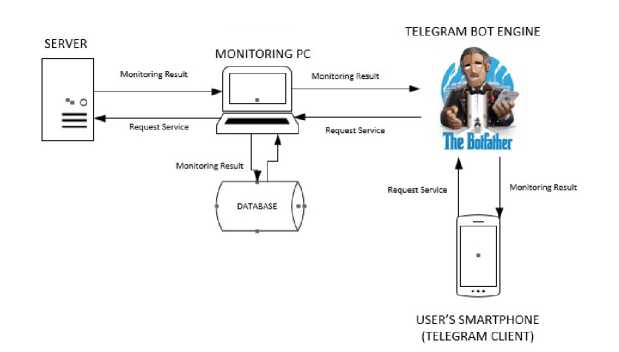 TELEGRAM BOT ENGINE
SERVER
MONITORING PC
Monitoring Result
Monitoring Result
Request Service
Request Service
The Botfather
Monitoring Result
DATABASE
Request Service
Monitoring Result
USER'S SMARTPHONE
(TELEGRAM CLIENT)